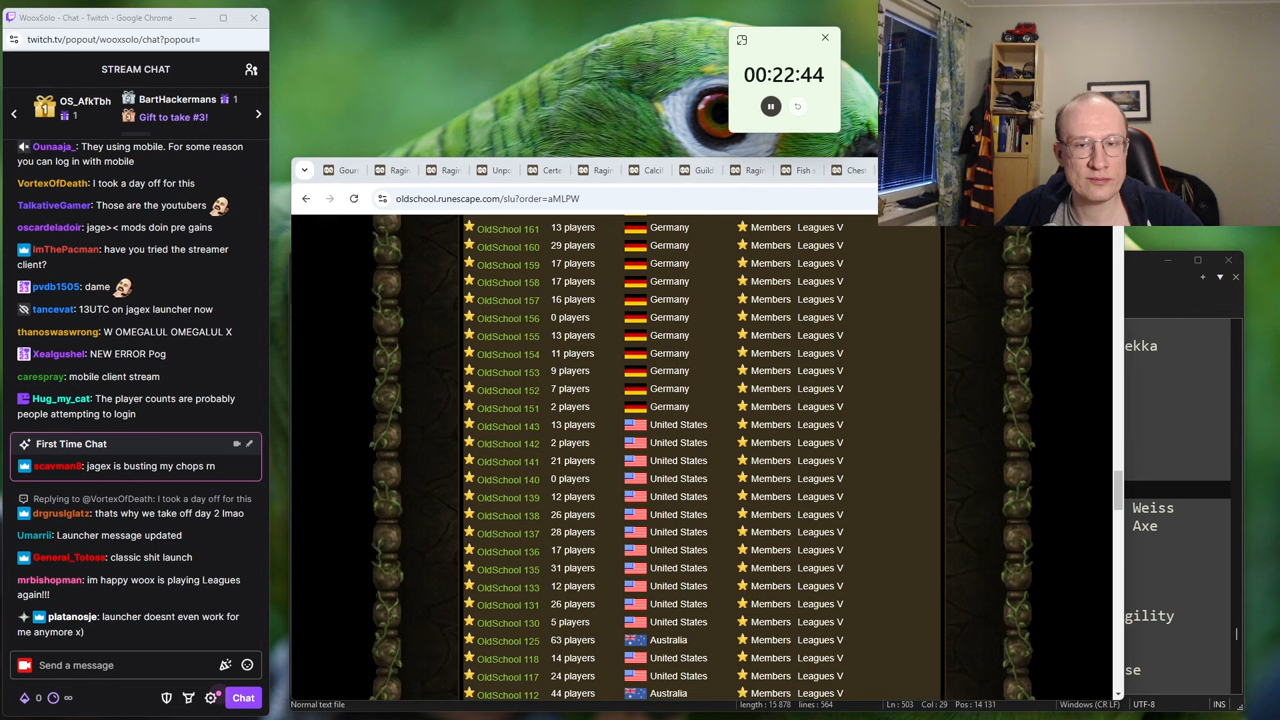 WooxSolo - Chat - Twitch - Google Chrome
twitch.tv/popout/wooxsolo/chat?popout=
STREAM CHAT
OS_AfkTbh
1
BartHackermans 1
Gift to take #3!
Ounaaja_: They using mobile. For some reason
you can log in with mobile
VortexOfDeath: I took a day off for this
TalkativeGamer: Those are the youtubers
oscardeladoir: jage>< mods doin pre gains
ImThePacman: have you tried the streamer
client?
pvdb1505: dame
tancevat: 13UTC on jagex launcher now
thanoswaswrong: W OMEGALUL OMEGALUL X
Xealgushel: NEW ERROR Pog
carespray: mobile client stream
Hug_my_cat: The player counts are probably
people attempting to login
First Time Chat
scavman8: jagex is busting my chops rn
Replying to @VortexOfDeath: I took a day off for this
drgruslglatz: thats why we take off day 2 lmao
Umarrii: Launcher message updated
General_Totoss: classic shit launch
mrbishopman: im happy woox is playing Leagues
again!!!
platanosje: launcher doesnt even work for
me anymore x)
Send a message
0
Chat
00:22:44
Gourm
Ragin
Ragin
Unpo
Certe
Ragin
Calcif
Guild
Ragin
Fish s
Ches
oldschool.runescape.com/slu?order=aMLPW
OldSchool 161 13 players Germany Members Leagues V
OldSchool 160 29 players Germany Members Leagues V
OldSchool 159 17 players Germany Members Leagues V
OldSchool 158 17 players Germany Members Leagues V
OldSchool 157 16 players Germany Members Leagues V
OldSchool 156 0 players Germany Members Leagues V
OldSchool 155 13 players Germany Members Leagues V
OldSchool 154 11 players Germany Members Leagues V
OldSchool 153 9 players Germany Members Leagues V
OldSchool 152 7 players Germany Members Leagues V
OldSchool 151 2 players Germany Members Leagues V
OldSchool 143 13 players United States Members Leagues V
OldSchool 142 2 players United States Members Leagues V
OldSchool 141 21 players United States Members Leagues V
OldSchool 140 0 players United States Members Leagues V
OldSchool 139 12 players United States Members Leagues V
OldSchool 138 26 players United States Members Leagues V
OldSchool 137 28 players United States Members Leagues V
OldSchool 136 17 players United States Members Leagues V
OldSchool 135 31 players United States Members Leagues V
OldSchool 133 12 players United States Members Leagues V
OldSchool 131 26 players United States Members Leagues V
OldSchool 130 5 players United States Members Leagues V
OldSchool 125 63 players Australia Members Leagues V
OldSchool 118 14 players United States Members Leagues V
OldSchool 117 24 players United States Members Leagues V
OldSchool 112 44 players Australia Members Leagues V
ekka
Weiss
Axe
gility
se
Normal text file
length : 15 878 lines : 564
Ln : 503 Col : 29 Pos : 14 131
Windows (CR LF)
UTF-8
INS